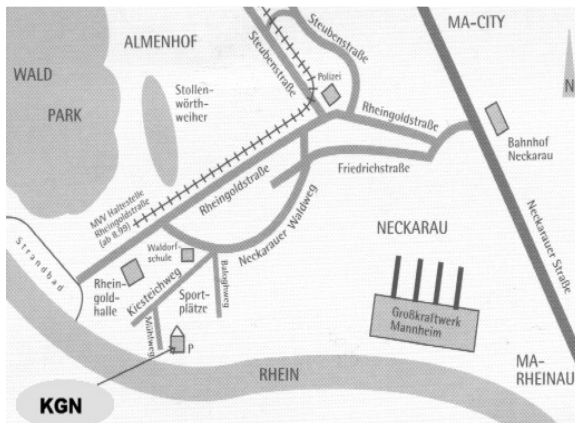 MA-CITY
ALMENHOF
Steubenstraße
Steubenstraße
WALD
PARK
Stollen-
wörth-
weiher
Polizei
N
Rheingoldstraße
Bahnhof
Neckarau
Friedrichstraße
MVV Haltestelle
Rheingoldstraße
(ab 8.99)
Rheingoldstraße
Neckarauer Waldweg
NECKARAU
Neckarauer Straße
Strandbad
Waldorf-
schule
Rhein-
gold-
halle
Kiesteichweg
Sport-
plätze
Baloghweg
Mühlweg
P
Großkraftwerk
Mannheim
RHEIN
MA-
RHEINAU
KGN